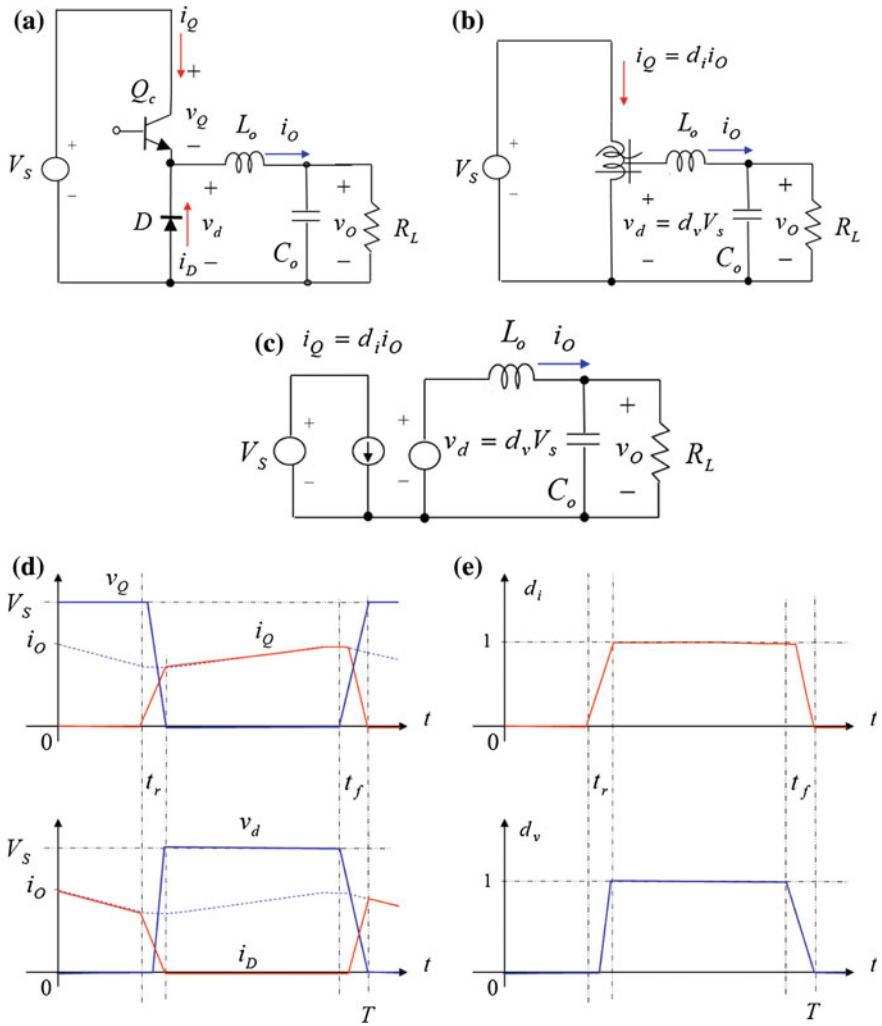 (a)
i_Q
+
Q_c
v_Q
−
L_o
i_O
V_S
+
−
D
+
v_d
−
i_D
C_o
+
v_O
−
R_L
(b)
i_Q = d_i i_O
L_o
i_O
V_S
+
−
+
v_d = d_v V_s
−
C_o
+
v_O
−
R_L
(c)
i_Q = d_i i_O
L_o
i_O
V_S
+
−
+
v_d = d_v V_s
−
C_o
+
v_O
−
R_L
(d)
v_Q
V_S
i_O
i_Q
0
t
t_r
t_f
v_d
V_S
i_O
i_D
0
t
T
(e)
d_i
1
0
t
t_r
t_f
d_v
1
0
t
T